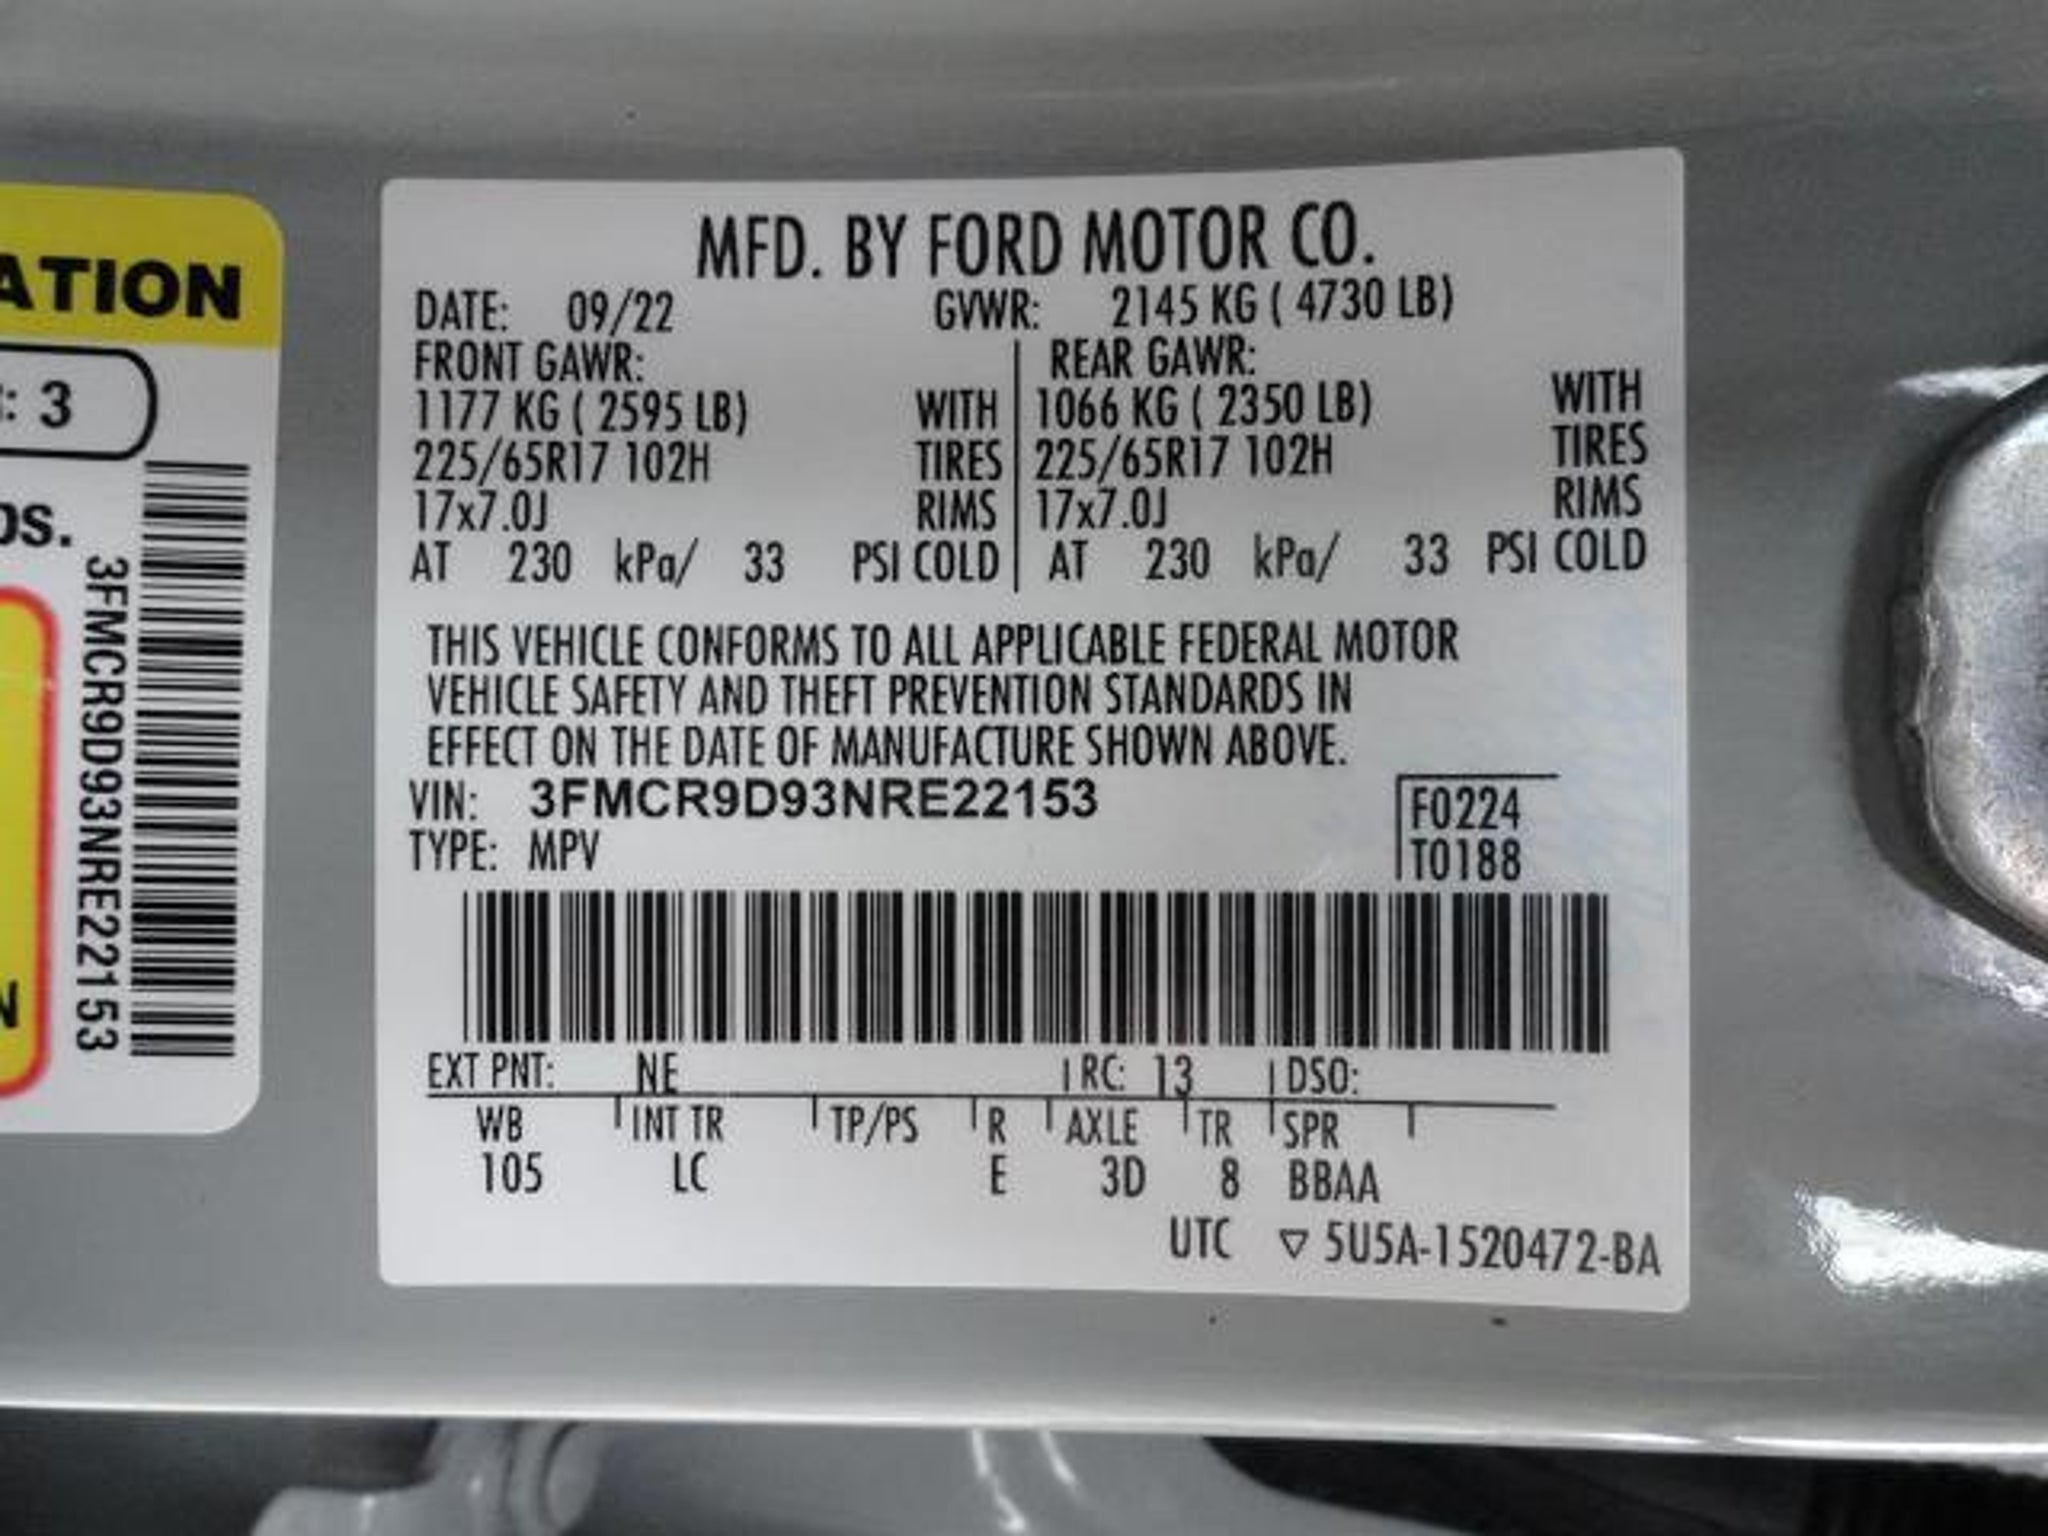 ATION
: 3
os.
3FMCR9D93NRE22153
N
MFD. BY FORD MOTOR CO.
DATE: 09/22 GVWR: 2145 KG ( 4730 LB)
FRONT GAWR: REAR GAWR:
1177 KG ( 2595 LB) WITH 1066 KG ( 2350 LB) WITH
225/65R17 102H TIRES 225/65R17 102H TIRES
17x7.0J RIMS 17x7.0J RIMS
AT 230 kPa/ 33 PSI COLD AT 230 kPa/ 33 PSI COLD
THIS VEHICLE CONFORMS TO ALL APPLICABLE FEDERAL MOTOR
VEHICLE SAFETY AND THEFT PREVENTION STANDARDS IN
EFFECT ON THE DATE OF MANUFACTURE SHOWN ABOVE.
VIN: 3FMCR9D93NRE22153 F0224
TYPE: MPV T0188
EXT PNT: NE RC: 13 DSO:
WB INT TR TP/PS R AXLE TR SPR
105 LC E 3D 8 BBAA
UTC ▽ 5U5A-1520472-BA